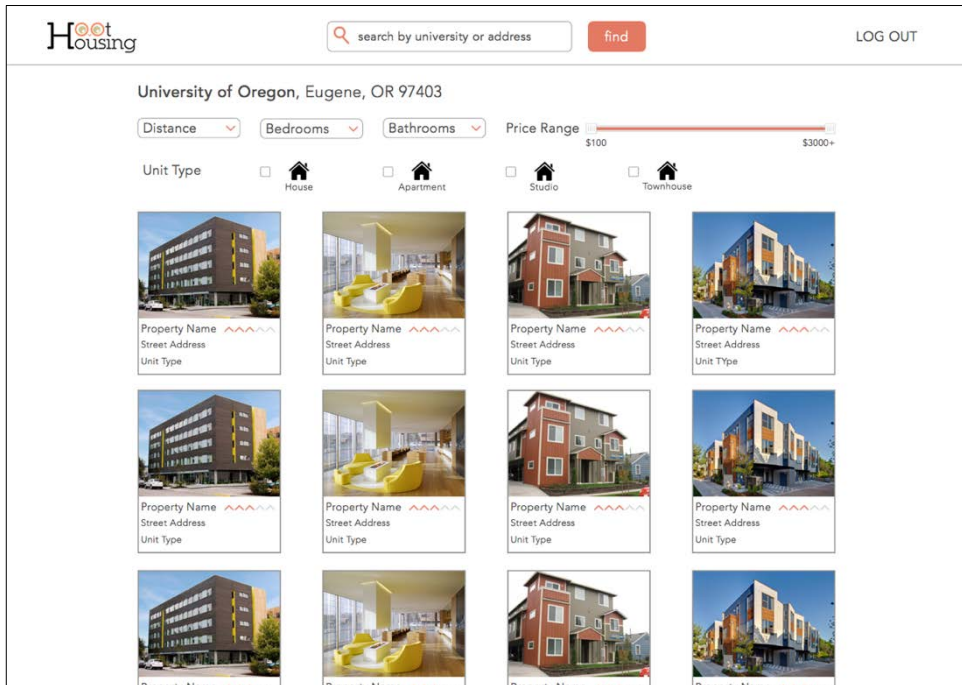 Hoot
Housing
search by university or address
find
LOG OUT
University of Oregon, Eugene, OR 97403
Distance
Bedrooms
Bathrooms
Price Range
$100
$3000+
Unit Type
House
Apartment
Studio
Townhouse
Property Name
Street Address
Unit Type
Property Name
Street Address
Unit Type
Property Name
Street Address
Unit Type
Property Name
Street Address
Unit TYpe
Property Name
Street Address
Unit Type
Property Name
Street Address
Unit Type
Property Name
Street Address
Unit Type
Property Name
Street Address
Unit Type